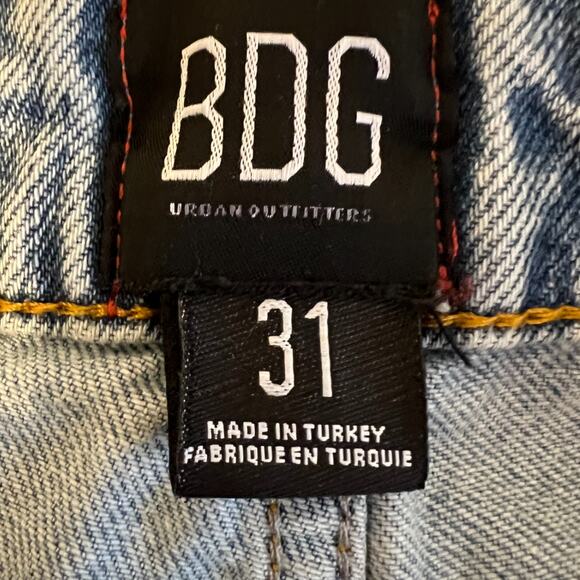 BDG
URBAN OUTFITTERS
31
MADE IN TURKEY
FABRIQUE EN TURQUIE